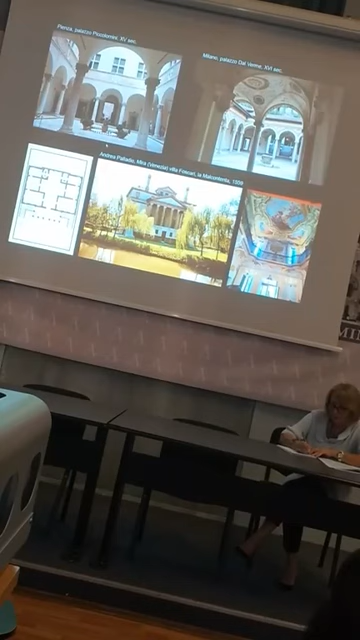 Pienza, palazzo Piccolomini, XV sec.
Milano, palazzo Dal Verme, XVI sec.
Andrea Palladio, Mira (Venezia) villa Foscari, la Malcontenta, 1559